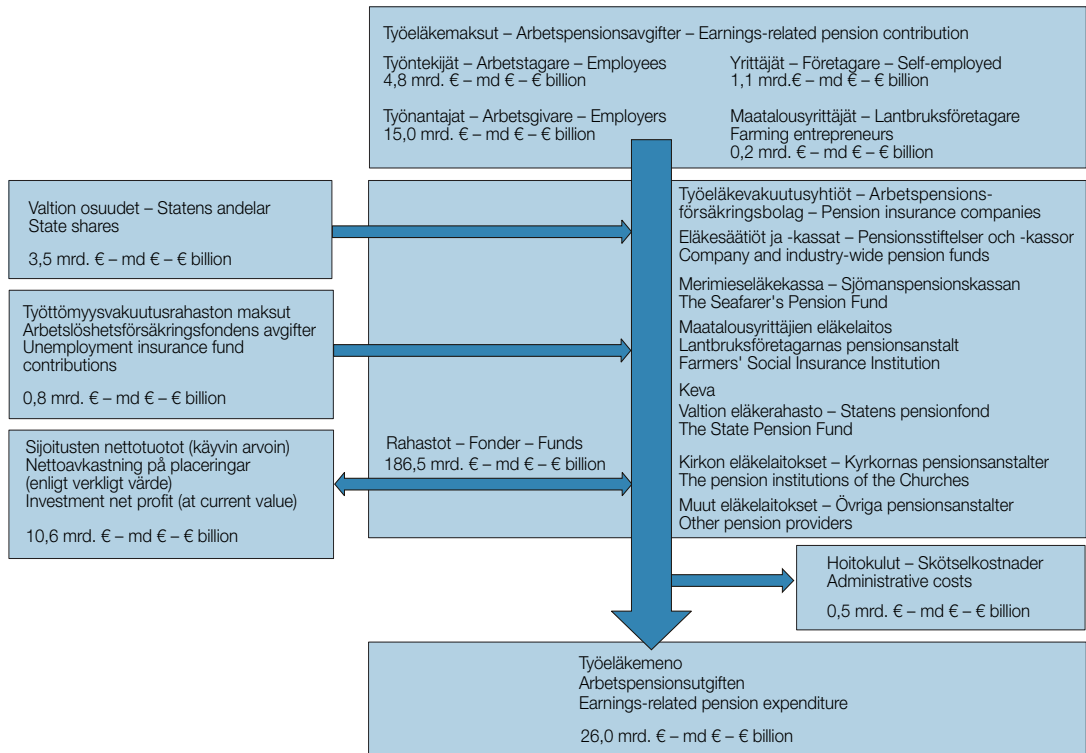 Työeläkemaksut – Arbetspensionsavgifter – Earnings-related pension contribution
Työntekijät – Arbetstagare – Employees
4,8 mrd. € – md € – € billion
Yrittäjät – Företagare – Self-employed
1,1 mrd.€ – md € – € billion
Työnantajat – Arbetsgivare – Employers
15,0 mrd. € – md € – € billion
Maatalousyrittäjät – Lantbruksföretagare
Farming entrepreneurs
0,2 mrd. € – md € – € billion
Valtion osuudet – Statens andelar
State shares
3,5 mrd. € – md € – € billion
Työttömyysvakuutusrahaston maksut
Arbetslöshetsförsäkringsfondens avgifter
Unemployment insurance fund
contributions
0,8 mrd. € – md € – € billion
Sijoitusten nettotuotot (käyvin arvoin)
Nettoavkastning på placeringar
(enligt verkligt värde)
Investment net profit (at current value)
10,6 mrd. € – md € – € billion
Rahastot – Fonder – Funds
186,5 mrd. € – md € – € billion
Työeläkevakuutusyhtiöt – Arbetspensions-
försäkringsbolag – Pension insurance companies
Eläkesäätiöt ja -kassat – Pensionsstiftelser och -kassor
Company and industry-wide pension funds
Merimieseläkekassa – Sjömanspensionskassan
The Seafarer's Pension Fund
Maatalousyrittäjien eläkelaitos
Lantbruksföretagarnas pensionsanstalt
Farmers' Social Insurance Institution
Keva
Valtion eläkerahasto – Statens pensionfond
The State Pension Fund
Kirkon eläkelaitokset – Kyrkornas pensionsanstalter
The pension institutions of the Churches
Muut eläkelaitokset – Övriga pensionsanstalter
Other pension providers
Hoitokulut – Skötselkostnader
Administrative costs
0,5 mrd. € – md € – € billion
Työeläkemeno
Arbetspensionsutgiften
Earnings-related pension expenditure
26,0 mrd. € – md € – € billion